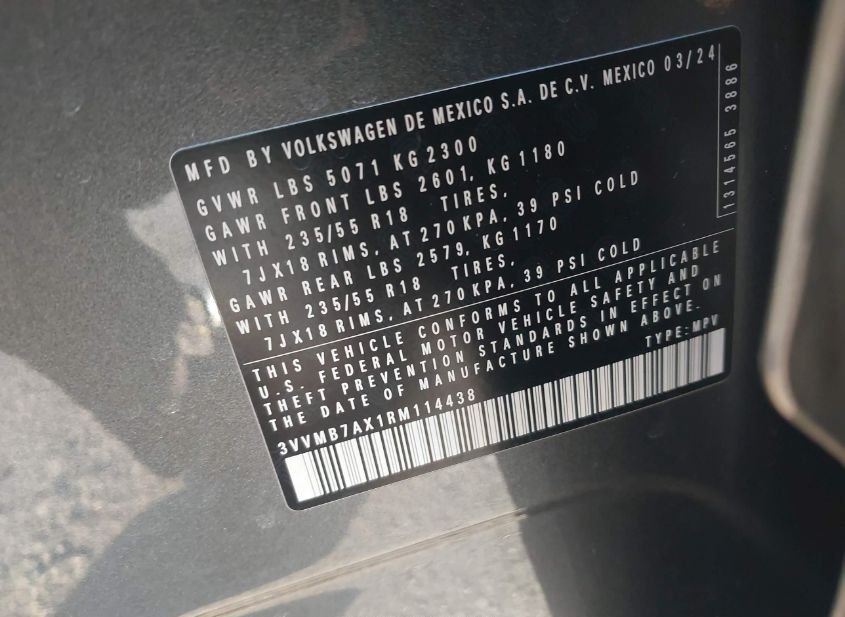 MFD BY VOLKSWAGEN DE MEXICO S.A. DE C.V. MEXICO 03/24
GVWR LBS 5071 KG 2300
GAWR FRONT LBS 2601, KG 1180
WITH 235/55 R18 TIRES,
7JX18 RIMS, AT 270 KPA, 39 PSI COLD
GAWR REAR LBS 2579, KG 1170
WITH 235/55 R18 TIRES,
7JX18 RIMS, AT 270 KPA, 39 PSI COLD
1314565 3886
THIS VEHICLE CONFORMS TO ALL APPLICABLE
U.S. FEDERAL MOTOR VEHICLE SAFETY AND
THEFT PREVENTION STANDARDS IN EFFECT ON
THE DATE OF MANUFACTURE SHOWN ABOVE.
3VVMB7AX1RM114438 TYPE: MPV